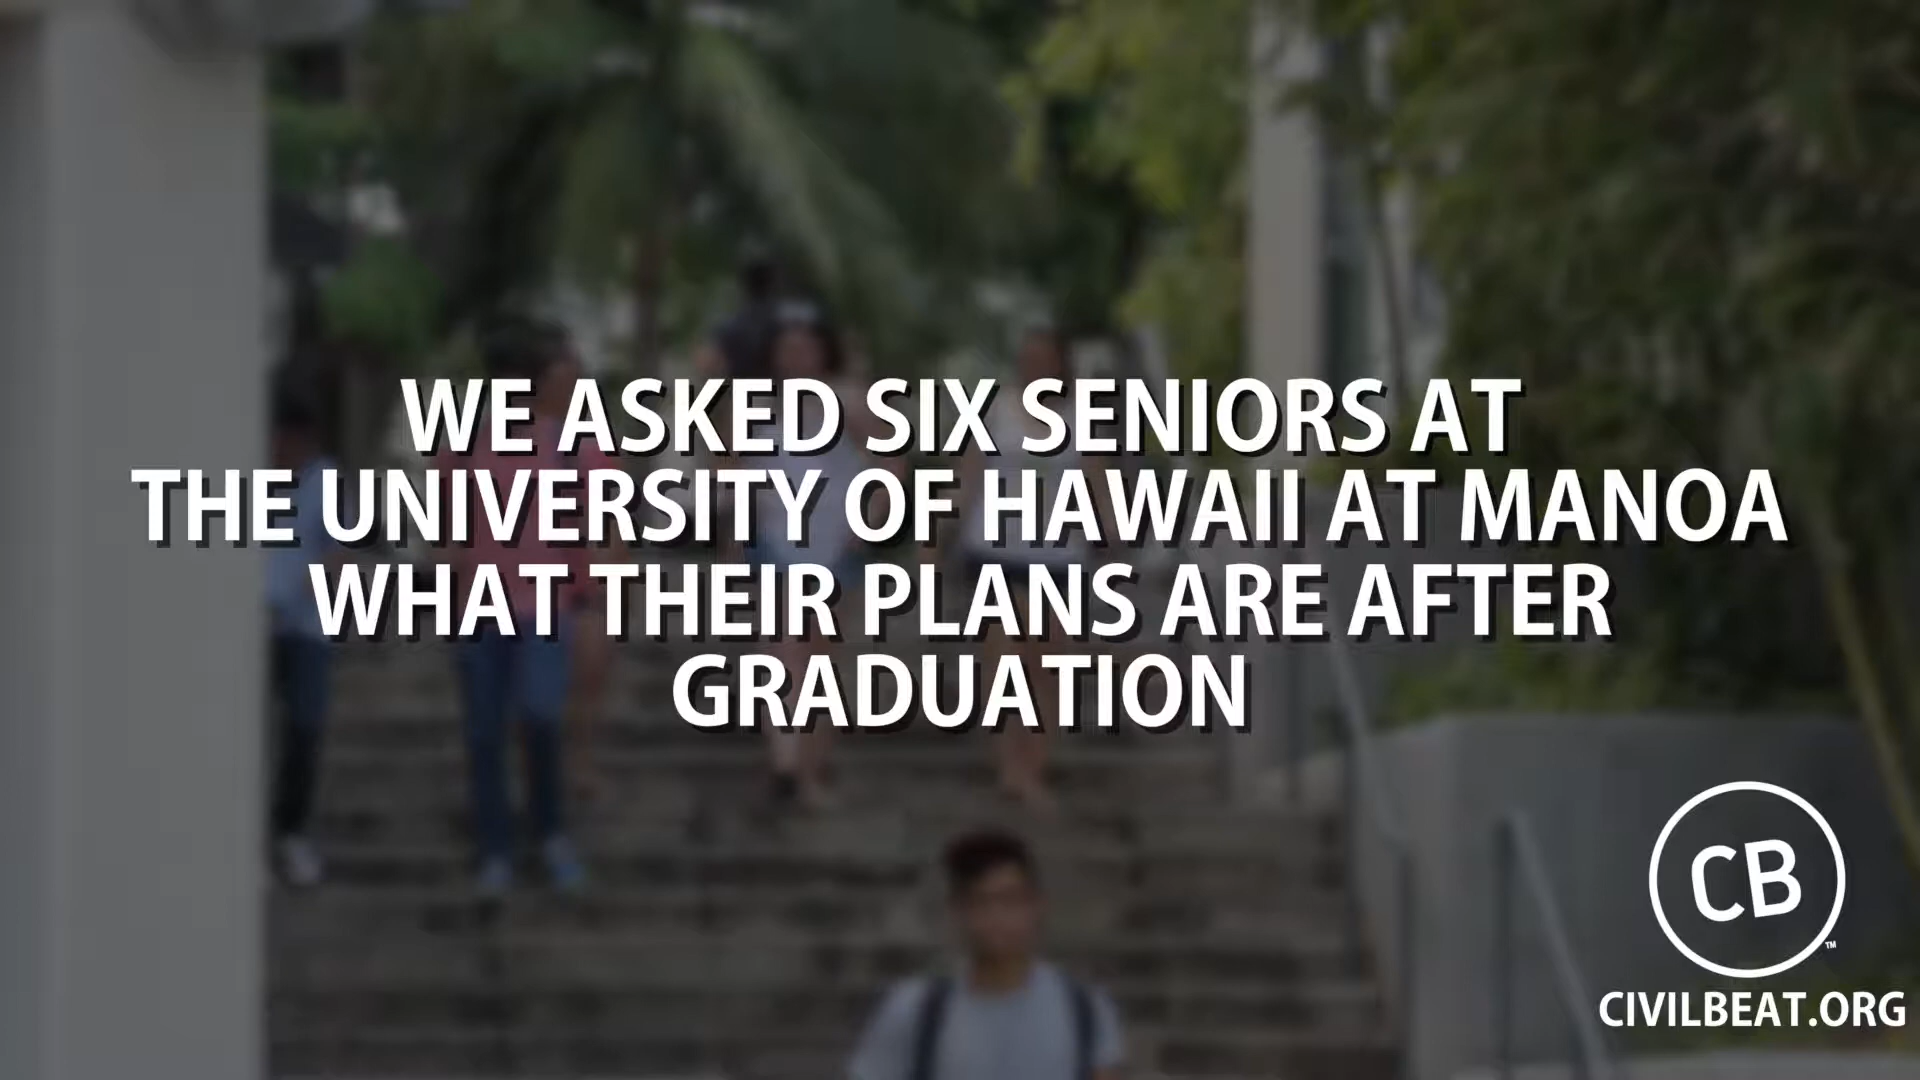 WE ASKED SIX SENIORS AT
THE UNIVERSITY OF HAWAII AT MANOA
WHAT THEIR PLANS ARE AFTER
GRADUATION
CB
TM
CIVILBEAT.ORG